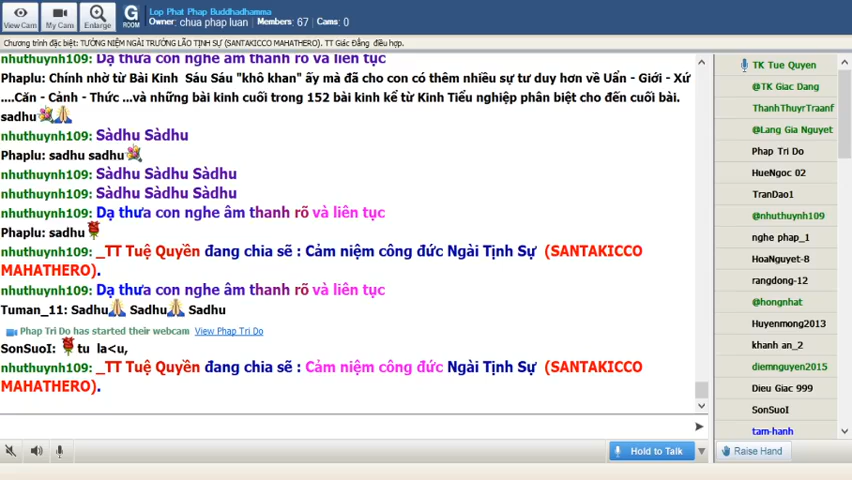 View Cam
My Cam
Enlarge
G
ROOM
Lop Phat Phap Buddhadhamma
Owner: chua phap luan Members: 67 Cams: 0
Chương trình đặc biệt: TƯỞNG NIỆM NGÀI TRƯỞNG LÃO TỊNH SỰ (SANTAKICCO MAHATHERO). TT Giác Đẳng điều hợp.
nhuthuynh109: Dạ thưa con nghe âm thanh rõ và liên tục
Phaplu: Chính nhờ từ Bài Kinh Sáu Sáu "khô khan" ấy mà đã cho con có thêm nhiều sự tư duy hơn về Uẩn - Giới - Xứ
....Căn - Cảnh - Thức ...và những bài kinh cuối trong 152 bài kinh kể từ Kinh Tiểu nghiệp phân biệt cho đến cuối bài.
sadhu
nhuthuynh109: Sàdhu Sàdhu
Phaplu: sadhu sadhu
nhuthuynh109: Sàdhu Sàdhu Sàdhu
nhuthuynh109: Sàdhu Sàdhu Sàdhu
nhuthuynh109: Dạ thưa con nghe âm thanh rõ và liên tục
Phaplu: sadhu
nhuthuynh109: _TT Tuệ Quyền đang chia sẽ : Cảm niệm công đức Ngài Tịnh Sự (SANTAKICCO
MAHATHERO).
nhuthuynh109: Dạ thưa con nghe âm thanh rõ và liên tục
Tuman_11: Sadhu Sadhu Sadhu
Phap Tri Do has started their webcam View Phap Tri Do
SonSuoI: tu la<u,
nhuthuynh109: _TT Tuệ Quyền đang chia sẽ : Cảm niệm công đức Ngài Tịnh Sự (SANTAKICCO
MAHATHERO).
Hold to Talk
TK Tue Quyen
@TK Giac Dang
ThanhThuyrTraanf
@Lang Gia Nguyet
Phap Tri Do
HueNgoc 02
TranDao1
@nhuthuynh109
nghe phap_1
HoaNguyet-8
rangdong-12
@hongnhat
Huyenmong2013
khanh an_2
diemnguyen2015
Dieu Giac 999
SonSuoI
tam-hanh
Raise Hand